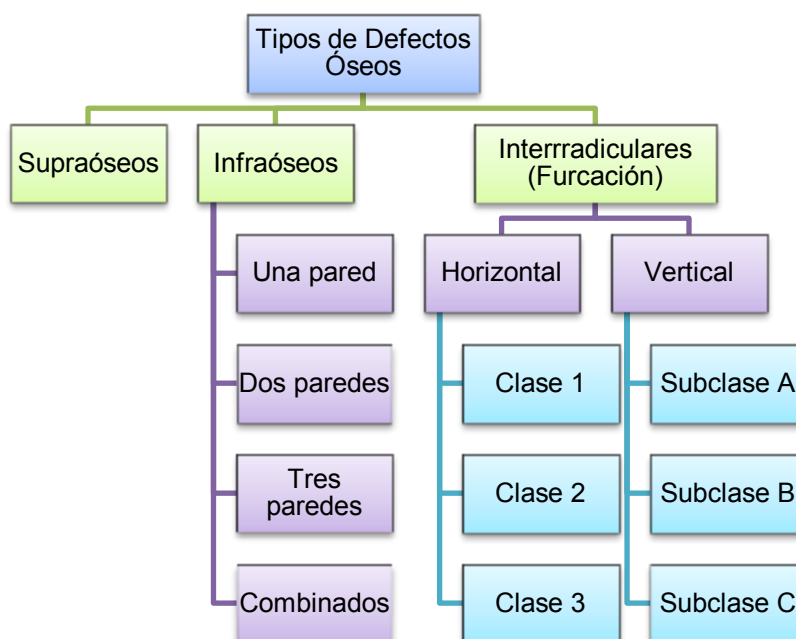 Tipos de Defectos
Óseos
Supraóseos
Infraóseos
Interrradiculares
(Furcación)
Una pared
Dos paredes
Tres
paredes
Combinados
Horizontal
Vertical
Clase 1
Clase 2
Clase 3
Subclase A
Subclase B
Subclase C